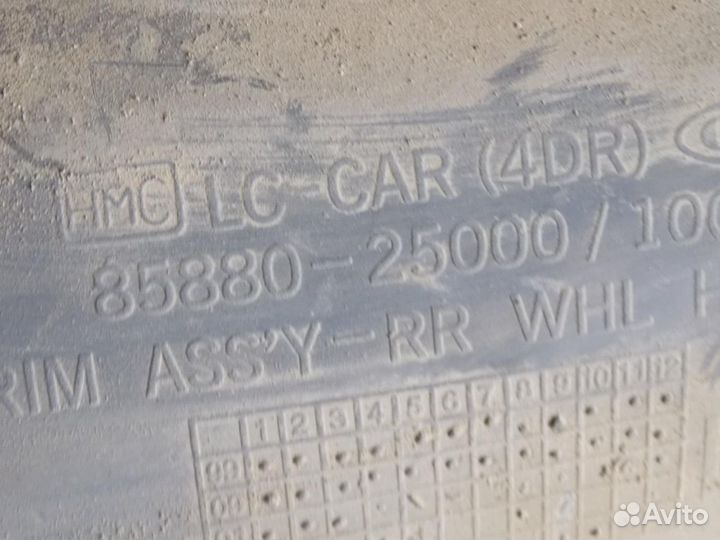 HMC LC-CAR (4DR)
85880-25000/100
RIM ASS'Y-RR WHL H
1 2 3 4 5 6 7 8 9 10 11 12
99
00
Avito